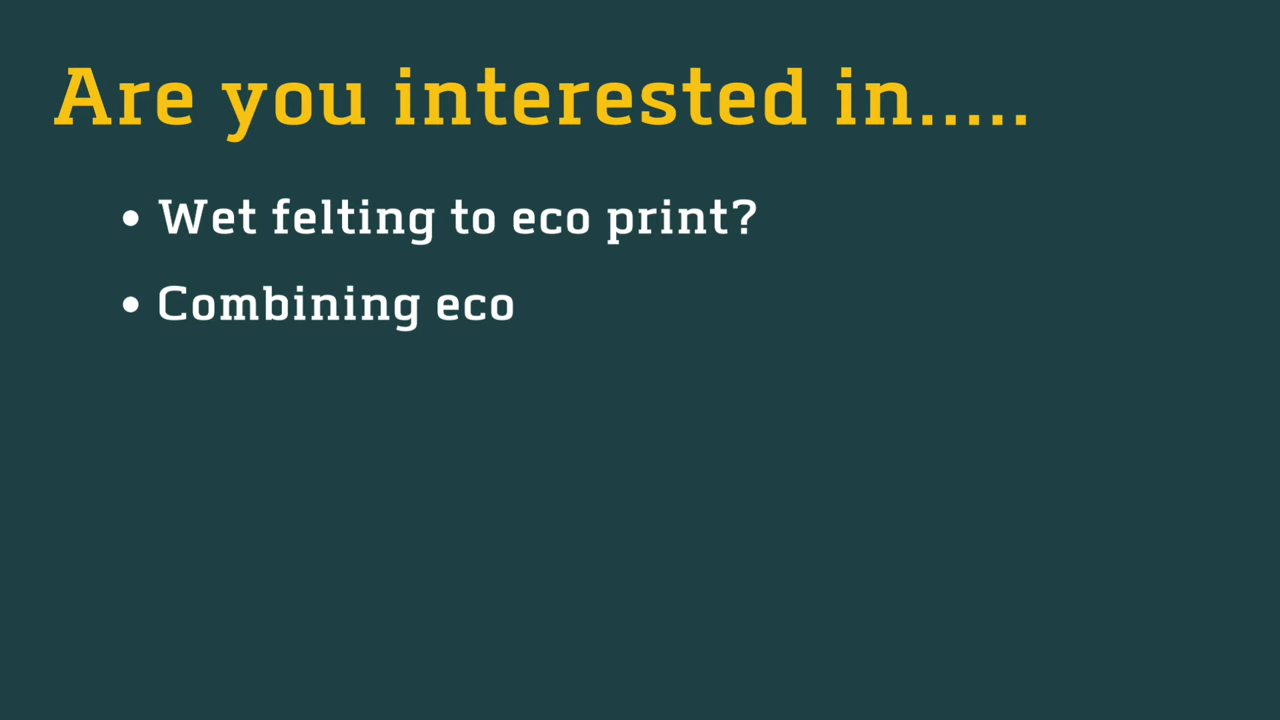 Are you interested in.....
• Wet felting to eco print?
• Combining eco